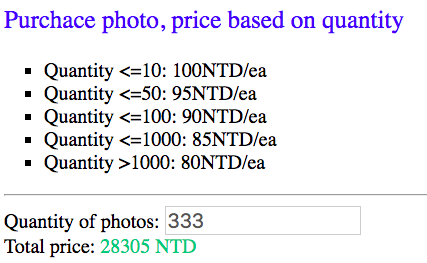 Purchace photo, price based on quantity
Quantity <=10: 100NTD/ea
Quantity <=50: 95NTD/ea
Quantity <=100: 90NTD/ea
Quantity <=1000: 85NTD/ea
Quantity >1000: 80NTD/ea
Quantity of photos: 333
Total price: 28305 NTD